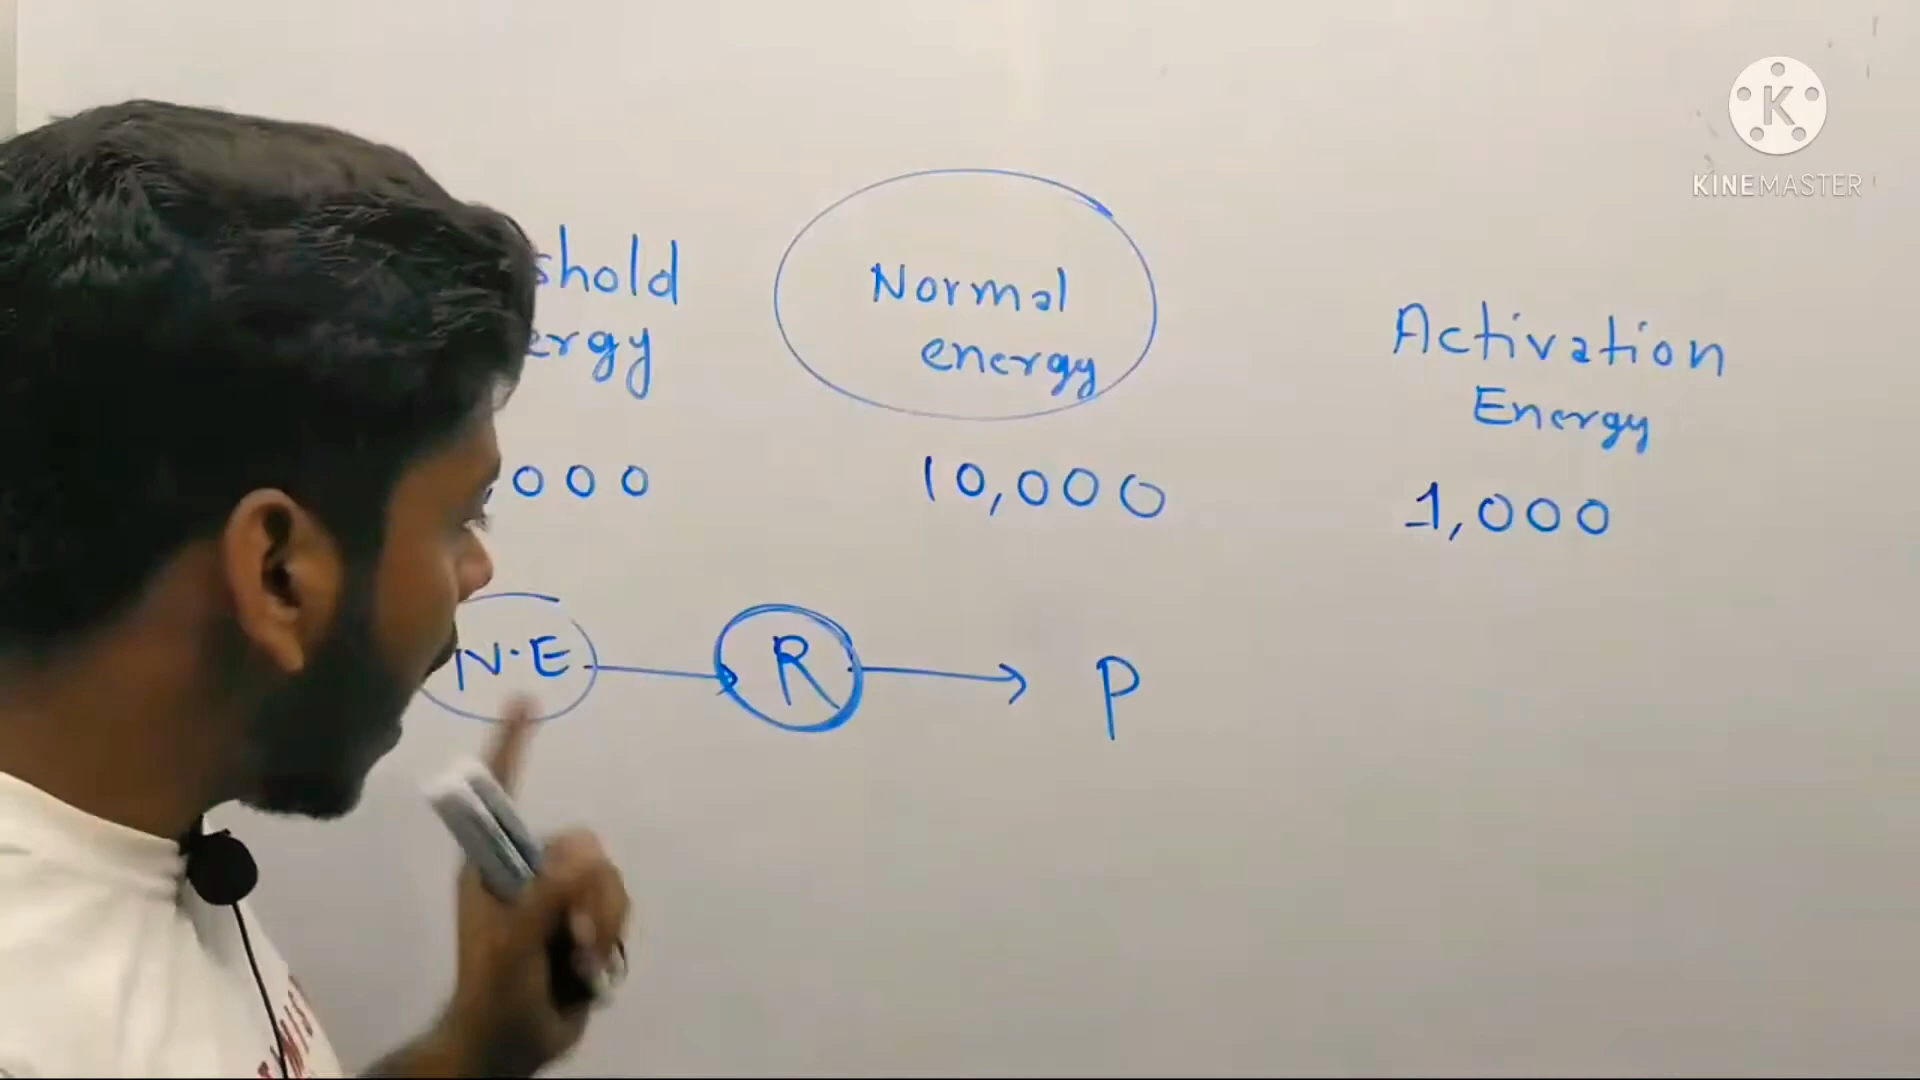 shold
ergy
Normal
energy
Activation
Energy
,000
10,000
1,000
N.E
R
P
KINEMASTER